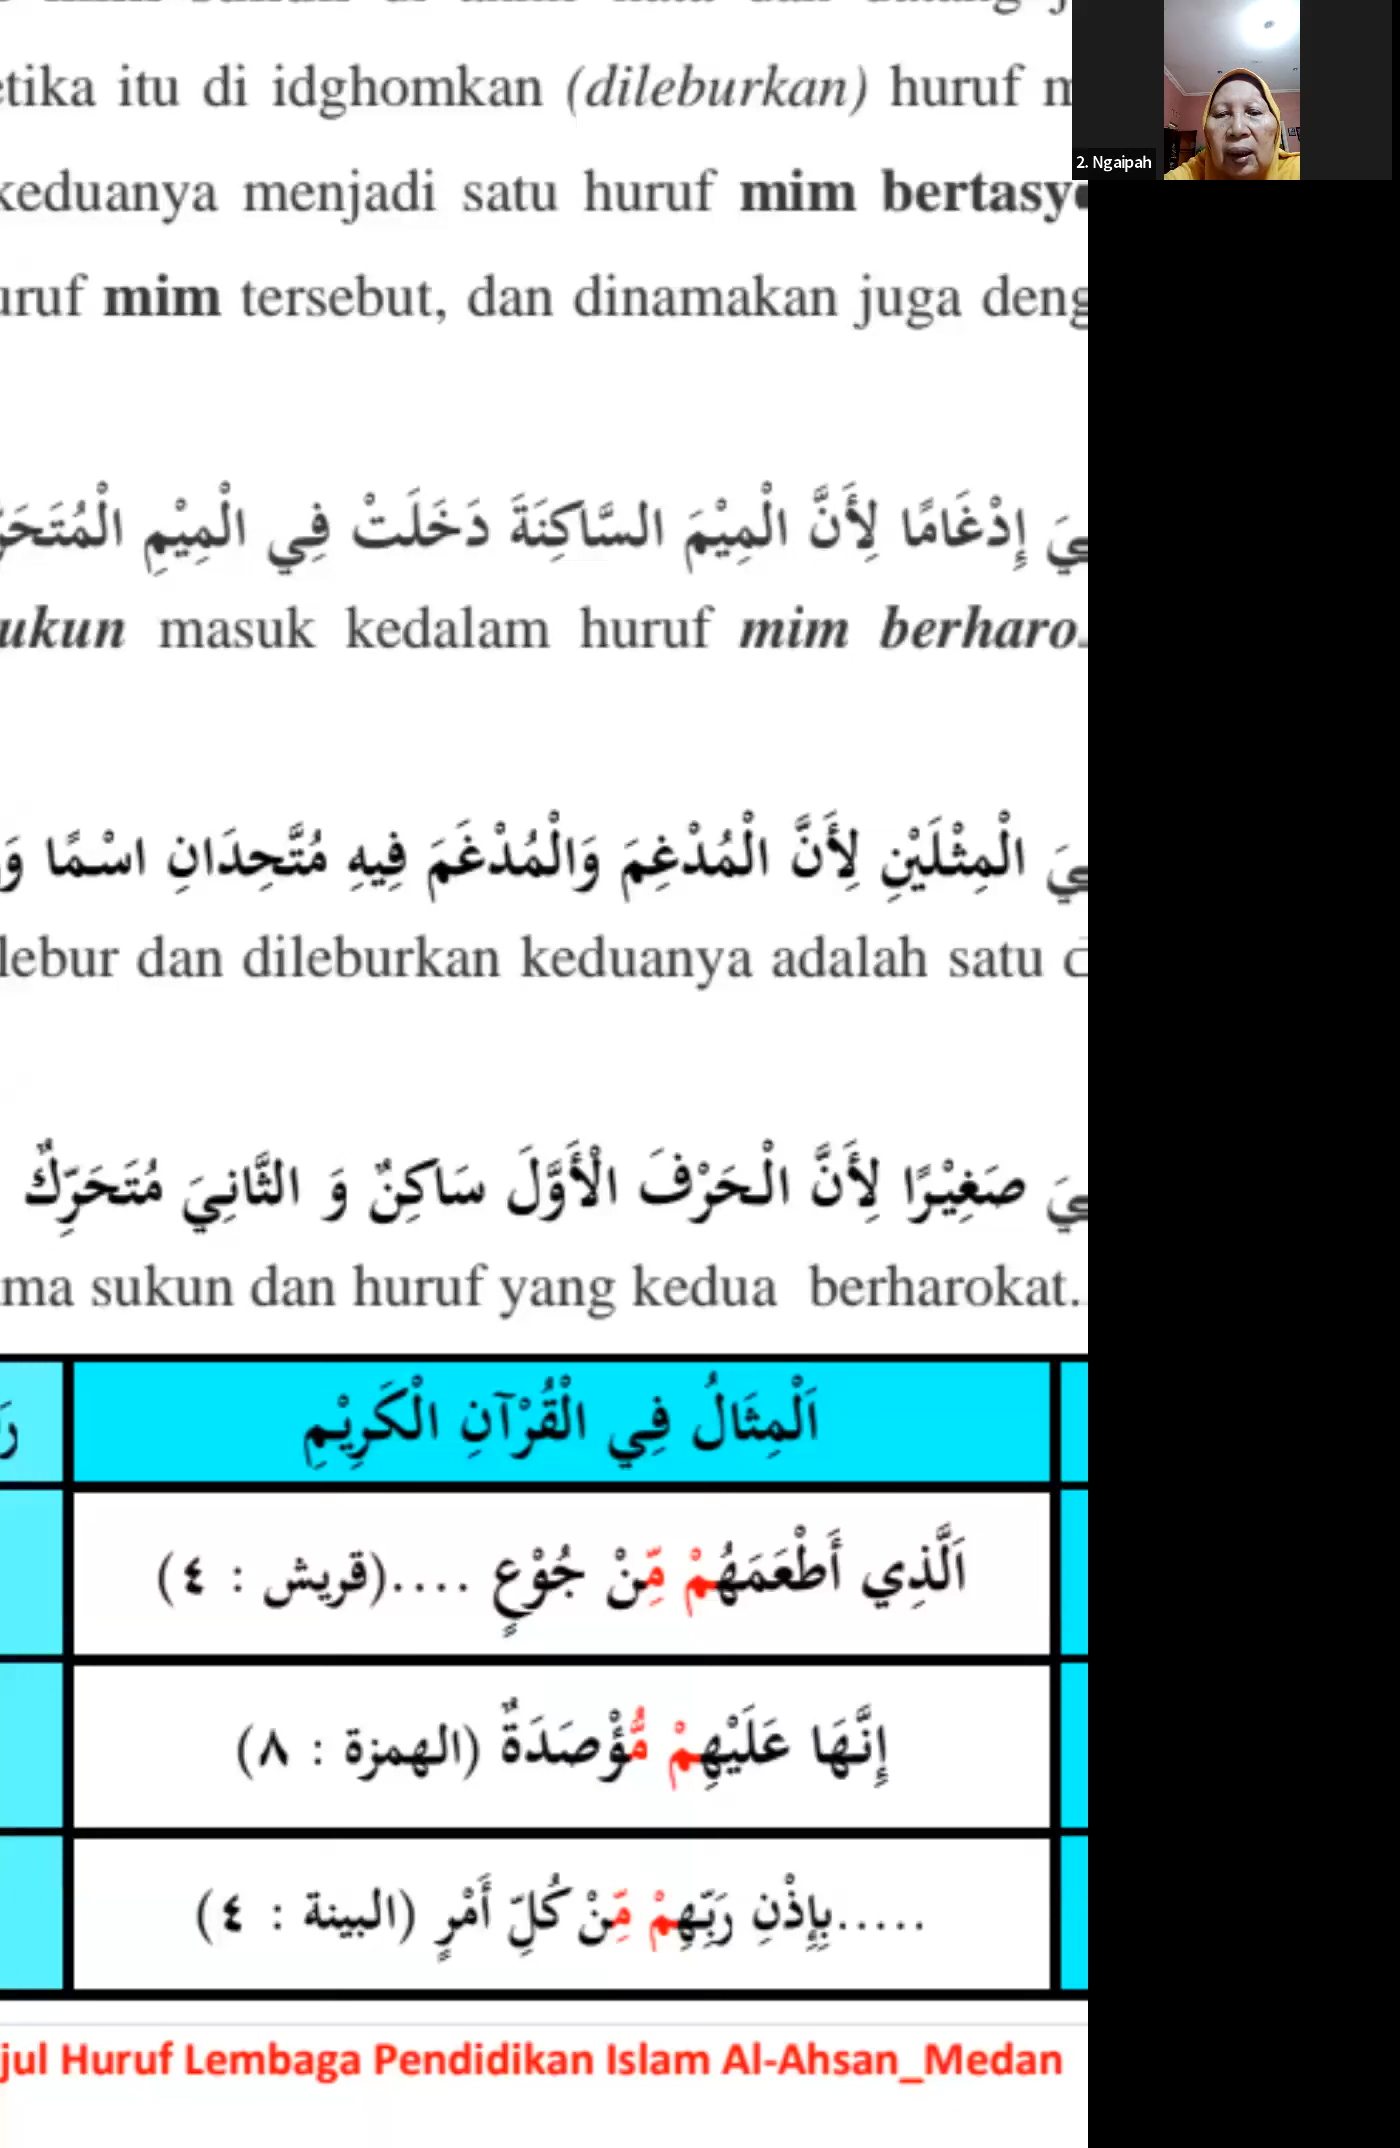 etika itu di idghomkan (dileburkan) huruf
2. Ngaipah
keduanya menjadi satu huruf mim bertasy
uruf mim tersebut, dan dinamakan juga deng
يَ إِدْغَامًا لِأَنَّ الْمِيْمَ السَّاكِنَةَ دَخَلَتْ فِي الْمِيْمِ الْمُتَحَرّ
ukun masuk kedalam huruf mim berharo
يَ الْمِثْلَيْنِ لِأَنَّ الْمُدْغِمَ وَالْمُدْغَمَ فِيهِ مُتَّحِدَانِ اسْمًا وَ
lebur dan dileburkan keduanya adalah satu
يَ صَغِيْرًا لِأَنَّ الْحَرْفَ الْأَوَّلَ سَاكِنٌ وَ الثَّانِيَ مُتَحَرِّكٌ
ma sukun dan huruf yang kedua berharokat.
اَلْمِثَالُ فِي الْقُرْآنِ الْكَرِيْمِ
اَلَّذِي أَطْعَمَهُمْ مِّنْ جُوْعٍ ....(قريش : ٤)
إِنَّهَا عَلَيْهِمْ مُّؤْصَدَةٌ (الهمزة : ٨)
.....بِإِذْنِ رَبِّهِمْ مِّنْ كُلِّ أَمْرٍ (البينة : ٤)
jul Huruf Lembaga Pendidikan Islam Al-Ahsan_Medan